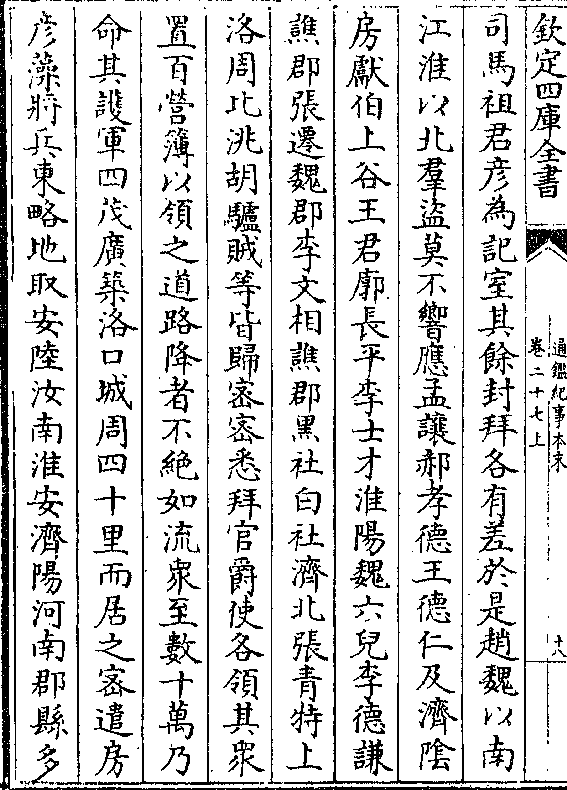 欽定四庫全書
通鑑紀事本末
卷二十七上
十八
司馬祖君彦為記室其餘封拜各有差於是趙魏以南
江淮以北羣盜莫不響應孟讓郝孝德王德仁及濟陰
房獻伯上谷王君廓長平李士才淮陽魏六兒李德謙
譙郡張遷魏郡李文相譙郡黑社白社濟北張青特上
洛周比洮胡驢賊等皆歸密密悉拜官爵使各領其衆
置百營簿以領之道路降者不絕如流衆至數十萬乃
命其護軍四茂廣築洛口城周四十里而居之密遣房
彦藻將兵東略地取安陸汝南淮安濟陽河南郡縣多